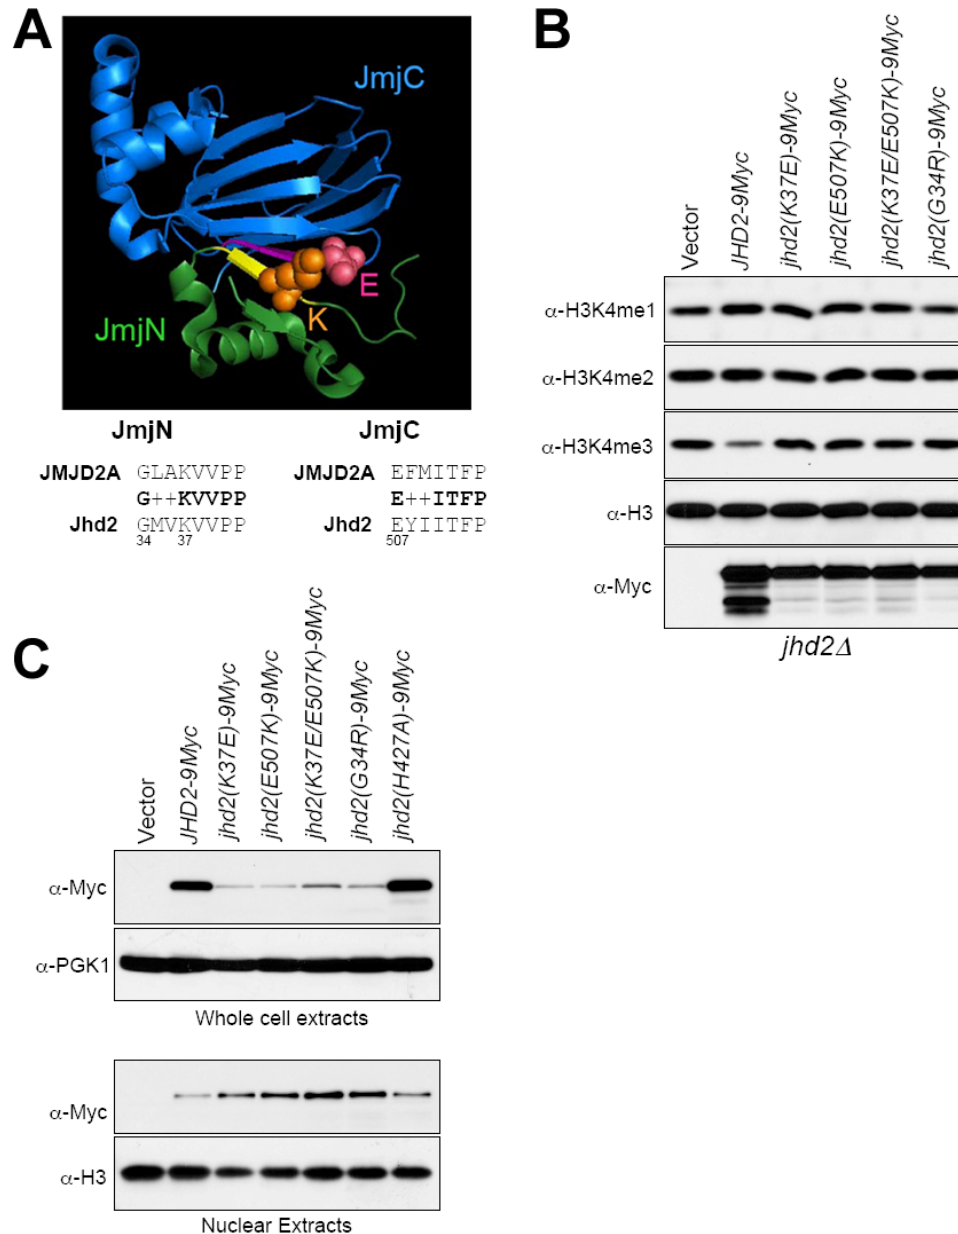 A
JmjC
E
K
JmjN
JmjN JmjC
JMJD2A GLAKVVPP JMJD2A EFMITFP
G++KVVPP E++ITFP
Jhd2 GMVKVVPP Jhd2 EYIITFP
34 37 507
B
Vector
JHD2-9Myc
jhd2(K37E)-9Myc
jhd2(E507K)-9Myc
jhd2(K37E/E507K)-9Myc
jhd2(G34R)-9Myc
α-H3K4me1
α-H3K4me2
α-H3K4me3
α-H3
α-Myc
jhd2Δ
C
Vector
JHD2-9Myc
jhd2(K37E)-9Myc
jhd2(E507K)-9Myc
jhd2(K37E/E507K)-9Myc
jhd2(G34R)-9Myc
jhd2(H427A)-9Myc
α-Myc
α-PGK1
Whole cell extracts
α-Myc
α-H3
Nuclear Extracts